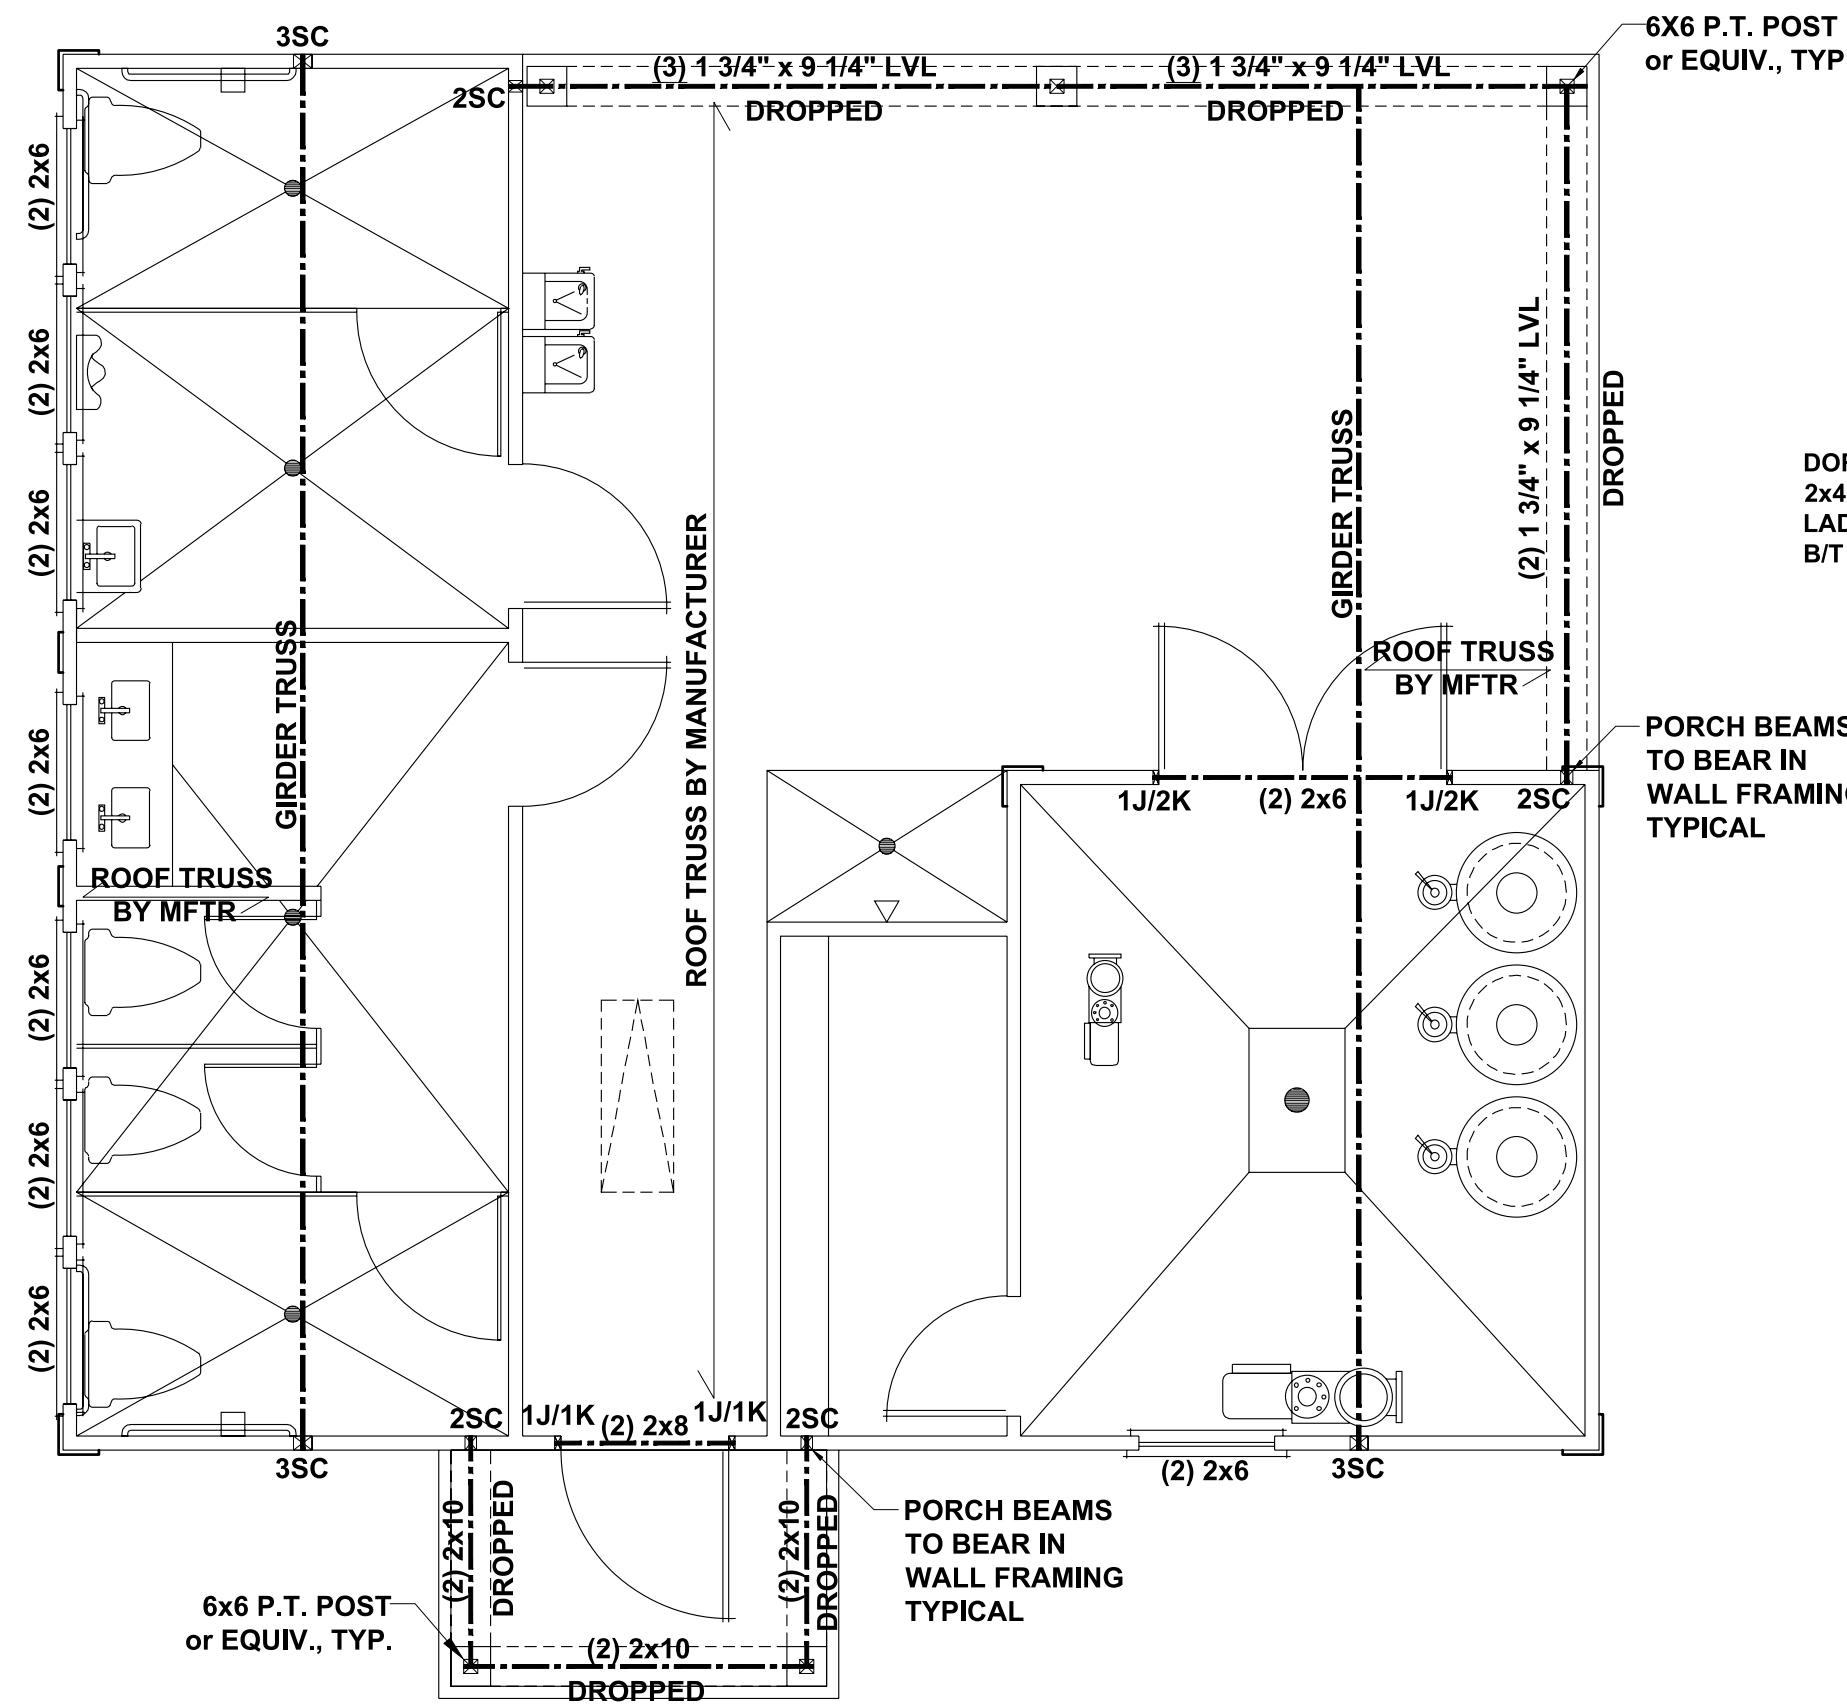 3SC
6X6 P.T. POST
or EQUIV., TYP
(3) 1 3/4" x 9 1/4" LVL
DROPPED
(3) 1 3/4" x 9 1/4" LVL
DROPPED
2SC
(2) 2x6
(2) 2x6
(2) 2x6
(2) 2x6
(2) 2x6
(2) 2x6
(2) 2x6
GIRDER TRUSS
ROOF TRUSS BY MANUFACTURER
GIRDER TRUSS
(2) 1 3/4" x 9 1/4" LVL
DROPPED
2x4
B/T
ROOF TRUSS
BY MFTR
PORCH BEAMS
TO BEAR IN
WALL FRAMING
TYPICAL
1J/2K
(2) 2x6
1J/2K
2SC
ROOF TRUSS
BY MFTR
2SC
1J/1K
(2) 2x8
1J/1K
2SC
3SC
(2) 2x6
3SC
(2) 2x10
DROPPED
(2) 2x10
DROPPED
PORCH BEAMS
TO BEAR IN
WALL FRAMING
TYPICAL
6x6 P.T. POST
or EQUIV., TYP.
(2) 2x10
DROPPED